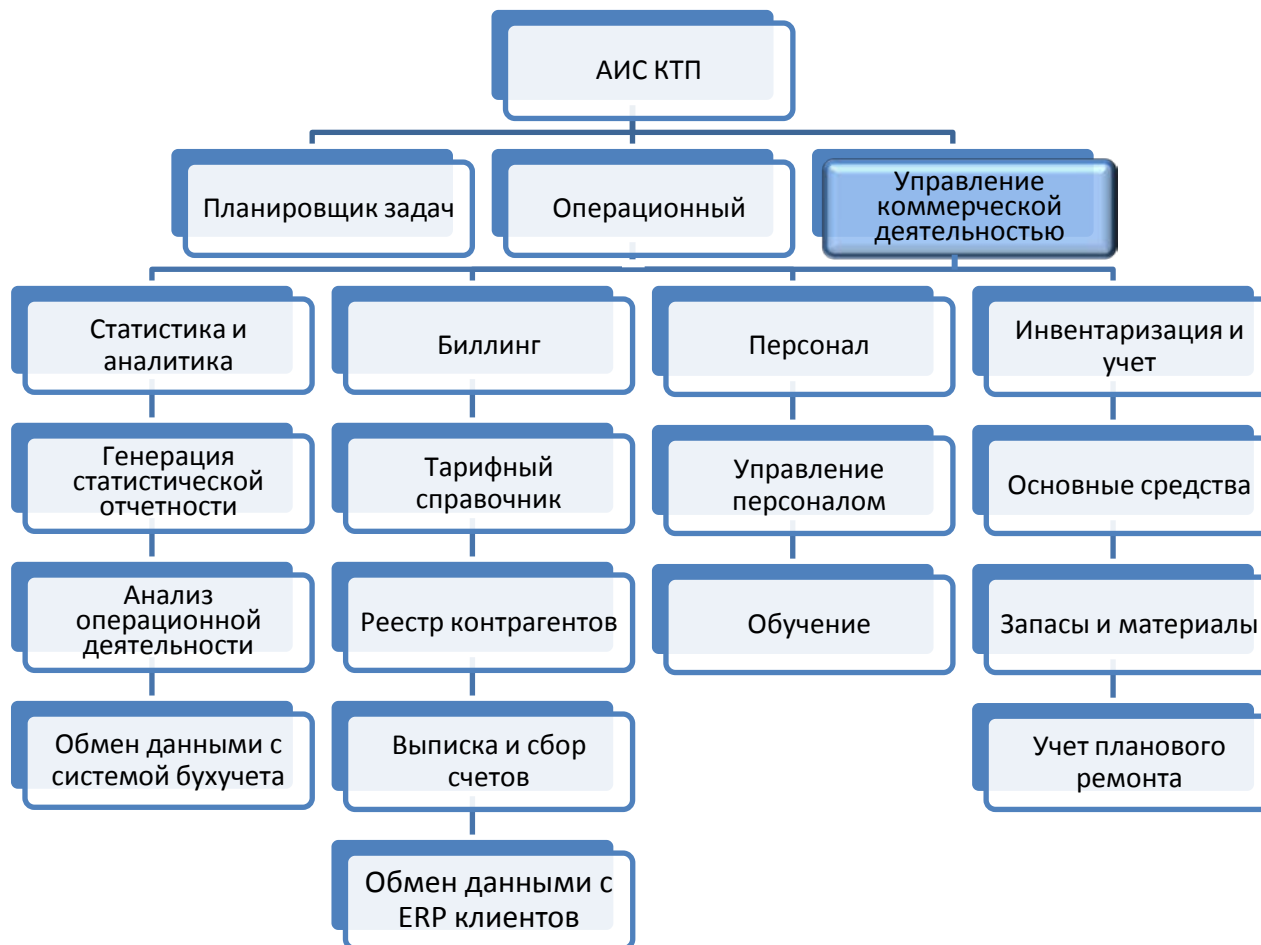 АИС КТП
Планировщик задач
Операционный
Управление
коммерческой
деятельностью
Статистика и
аналитика
Биллинг
Персонал
Инвентаризация и
учет
Генерация
статистической
отчетности
Тарифный
справочник
Управление
персоналом
Основные средства
Анализ
операционной
деятельности
Реестр контрагентов
Обучение
Запасы и материалы
Обмен данными с
системой бухучета
Выписка и сбор
счетов
Учет планового
ремонта
Обмен данными с
ERP клиентов